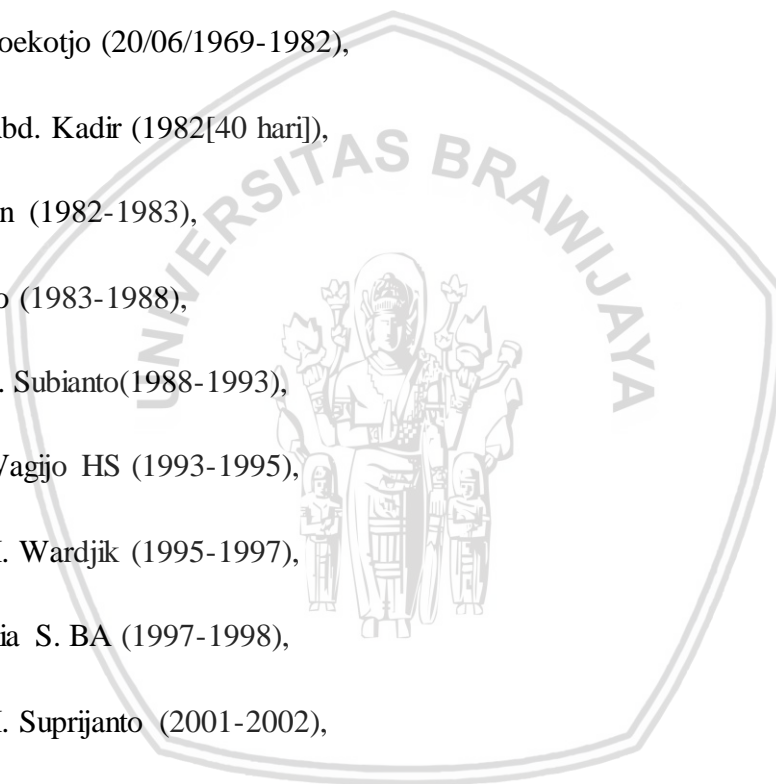 oekotjo (20/06/1969-1982),
bd. Kadir (1982[40 hari]),
n (1982-1983),
o (1983-1988),
. Subianto(1988-1993),
Vagijo HS (1993-1995),
. Wardjik (1995-1997),
ia S. BA (1997-1998),
. Suprijanto (2001-2002),
UNIVERSITAS BRAWIJAYA